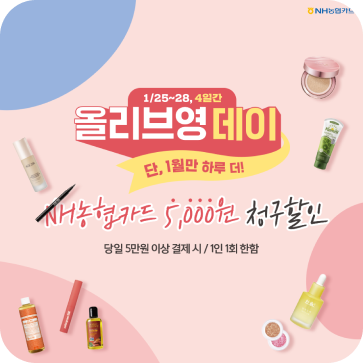 NH농협카드
1/25~28, 4일간
올리브영 데이
단, 1월만 하루 더!
NH농협카드 5,000원 청구할인
당일 5만원 이상 결제 시 / 1인 1회 한함